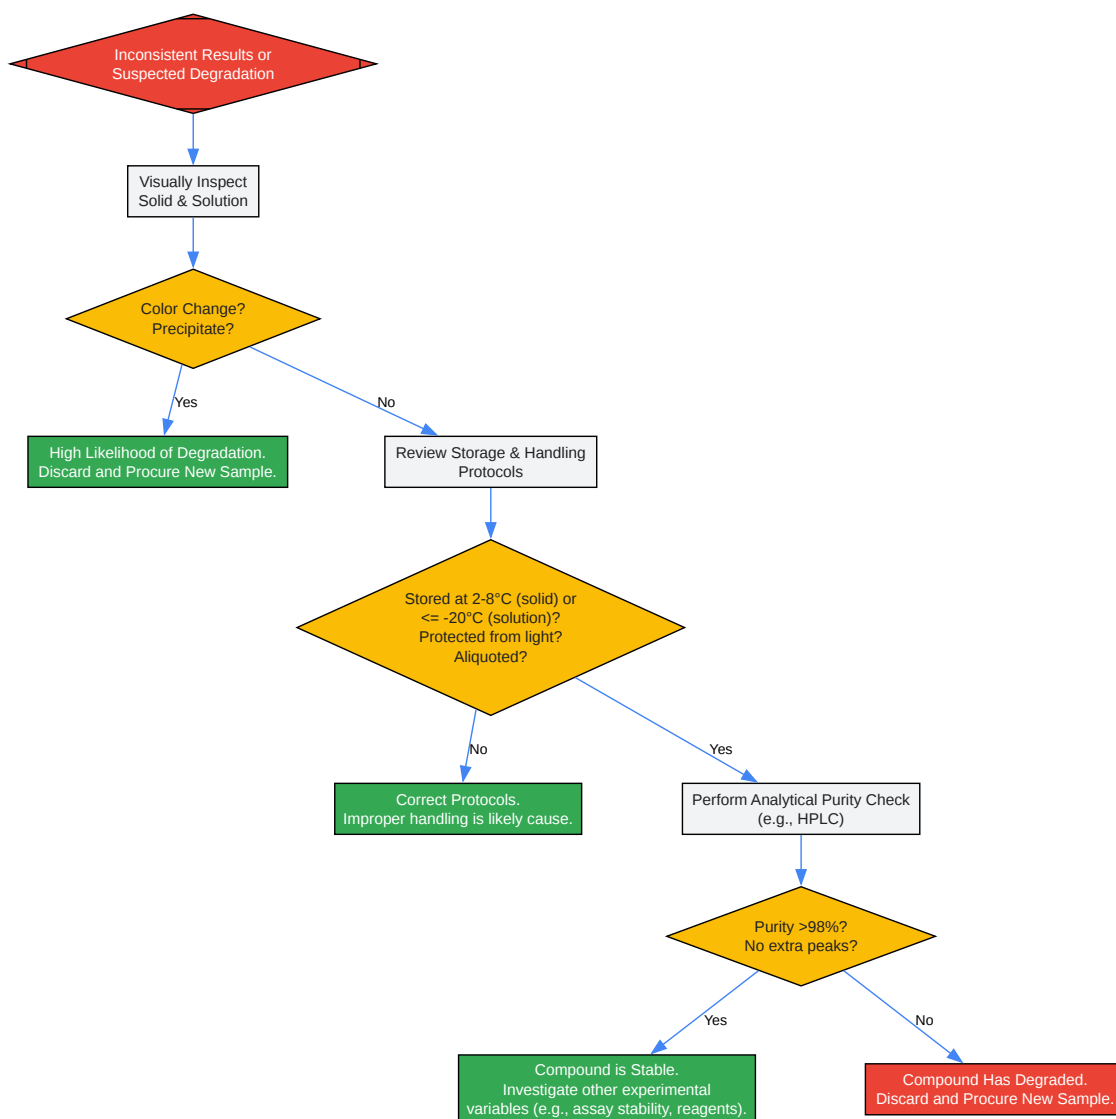 Inconsistent Results or
Suspected Degradation
Visually Inspect
Solid & Solution
Color Change?
Precipitate?
Yes
No
High Likelihood of Degradation.
Discard and Procure New Sample.
Review Storage & Handling
Protocols
Stored at 2-8°C (solid) or
<= -20°C (solution)?
Protected from light?
Aliquoted?
No
Yes
Correct Protocols.
Improper handling is likely cause.
Perform Analytical Purity Check
(e.g., HPLC)
Purity >98%?
No extra peaks?
Yes
No
Compound is Stable.
Investigate other experimental
variables (e.g., assay stability, reagents).
Compound Has Degraded.
Discard and Procure New Sample.